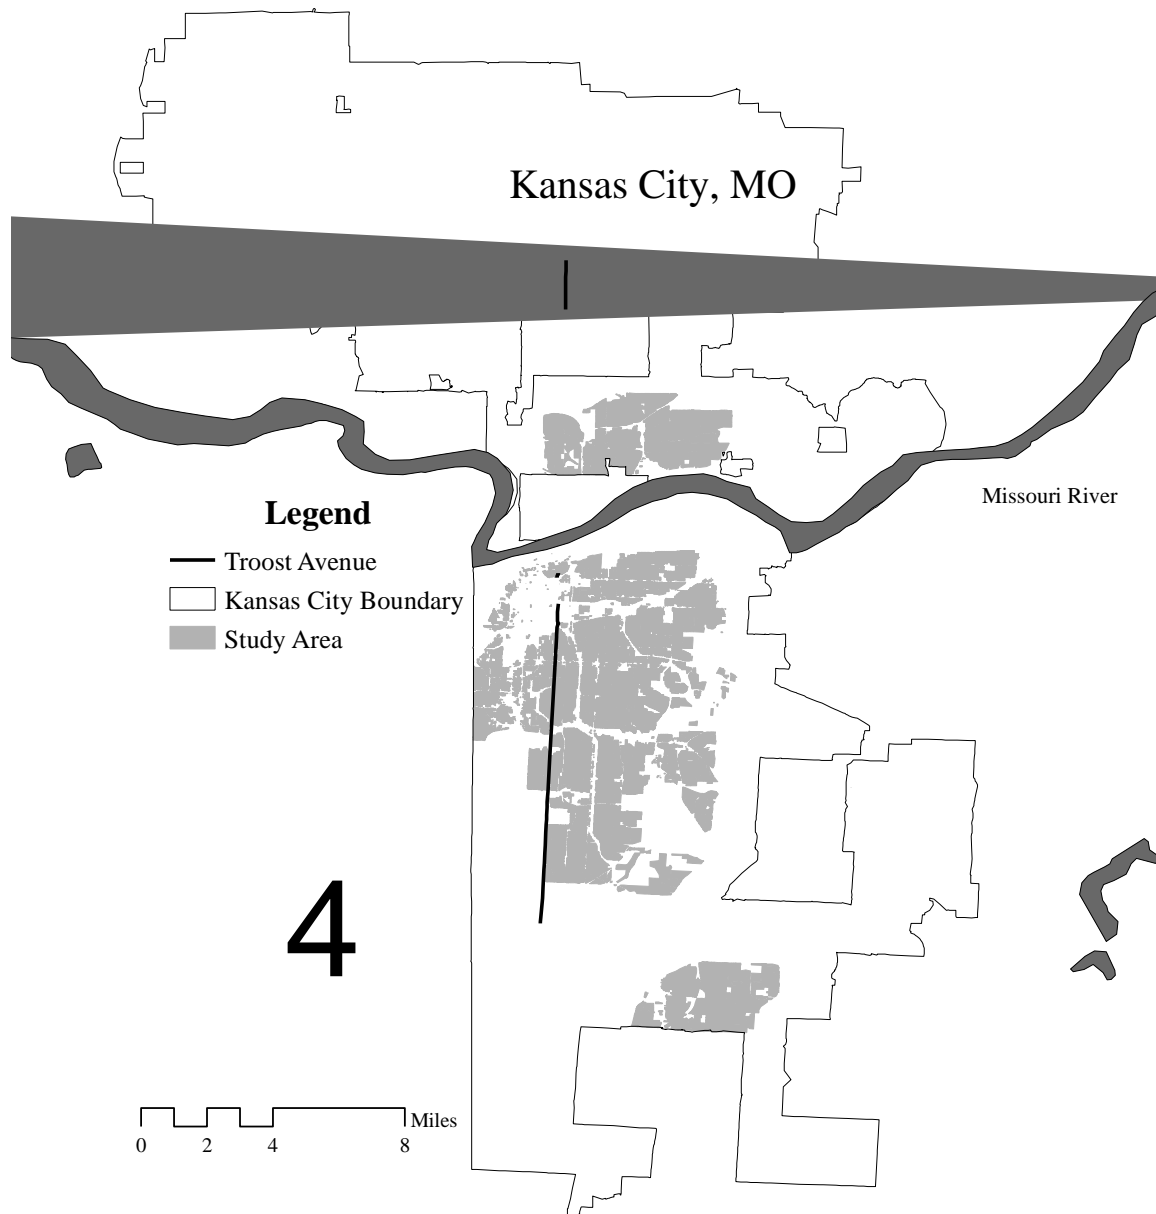 Kansas City, MO
Missouri River
Legend
Troost Avenue
Kansas City Boundary
Study Area
4
Miles
0 2 4 8